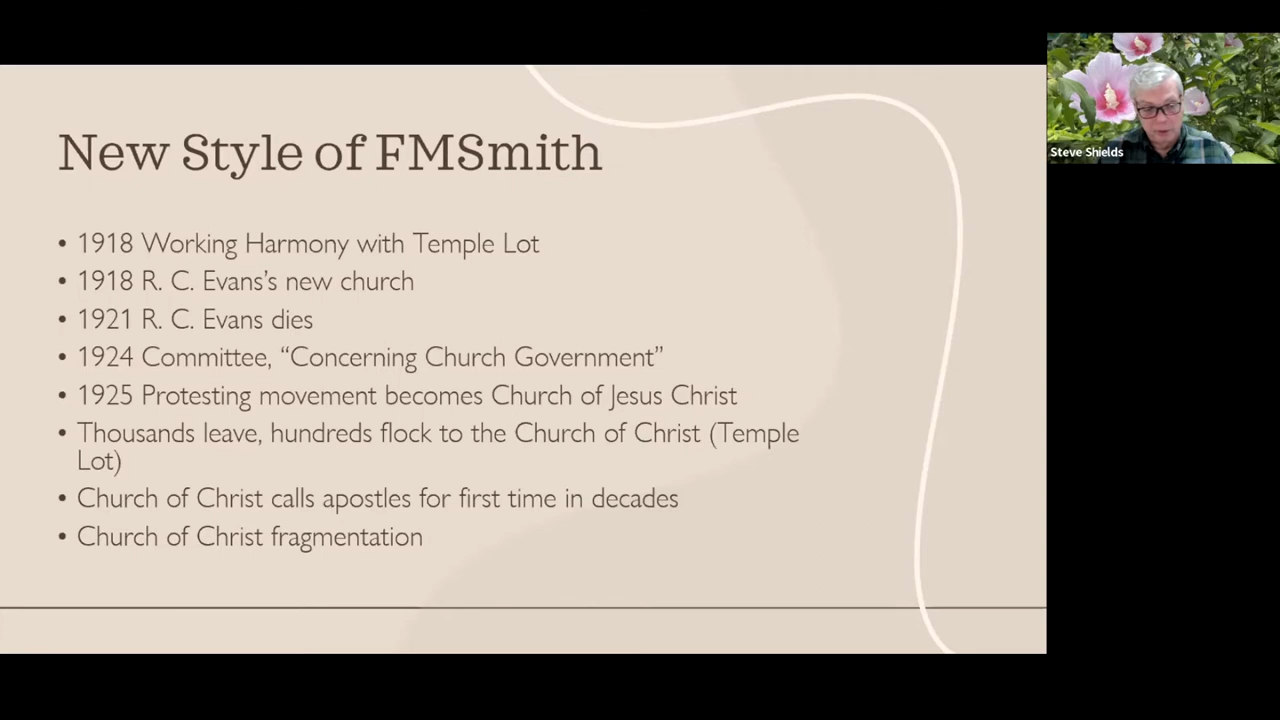 New Style of FMSmith
• 1918 Working Harmony with Temple Lot
• 1918 R. C. Evans's new church
• 1921 R. C. Evans dies
• 1924 Committee, “Concerning Church Government”
• 1925 Protesting movement becomes Church of Jesus Christ
• Thousands leave, hundreds flock to the Church of Christ (Temple
Lot)
• Church of Christ calls apostles for first time in decades
• Church of Christ fragmentation
Steve Shields